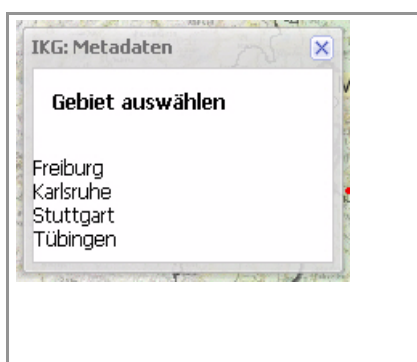 IKG: Metadaten
Gebiet auswählen
Freiburg
Karlsruhe
Stuttgart
Tübingen